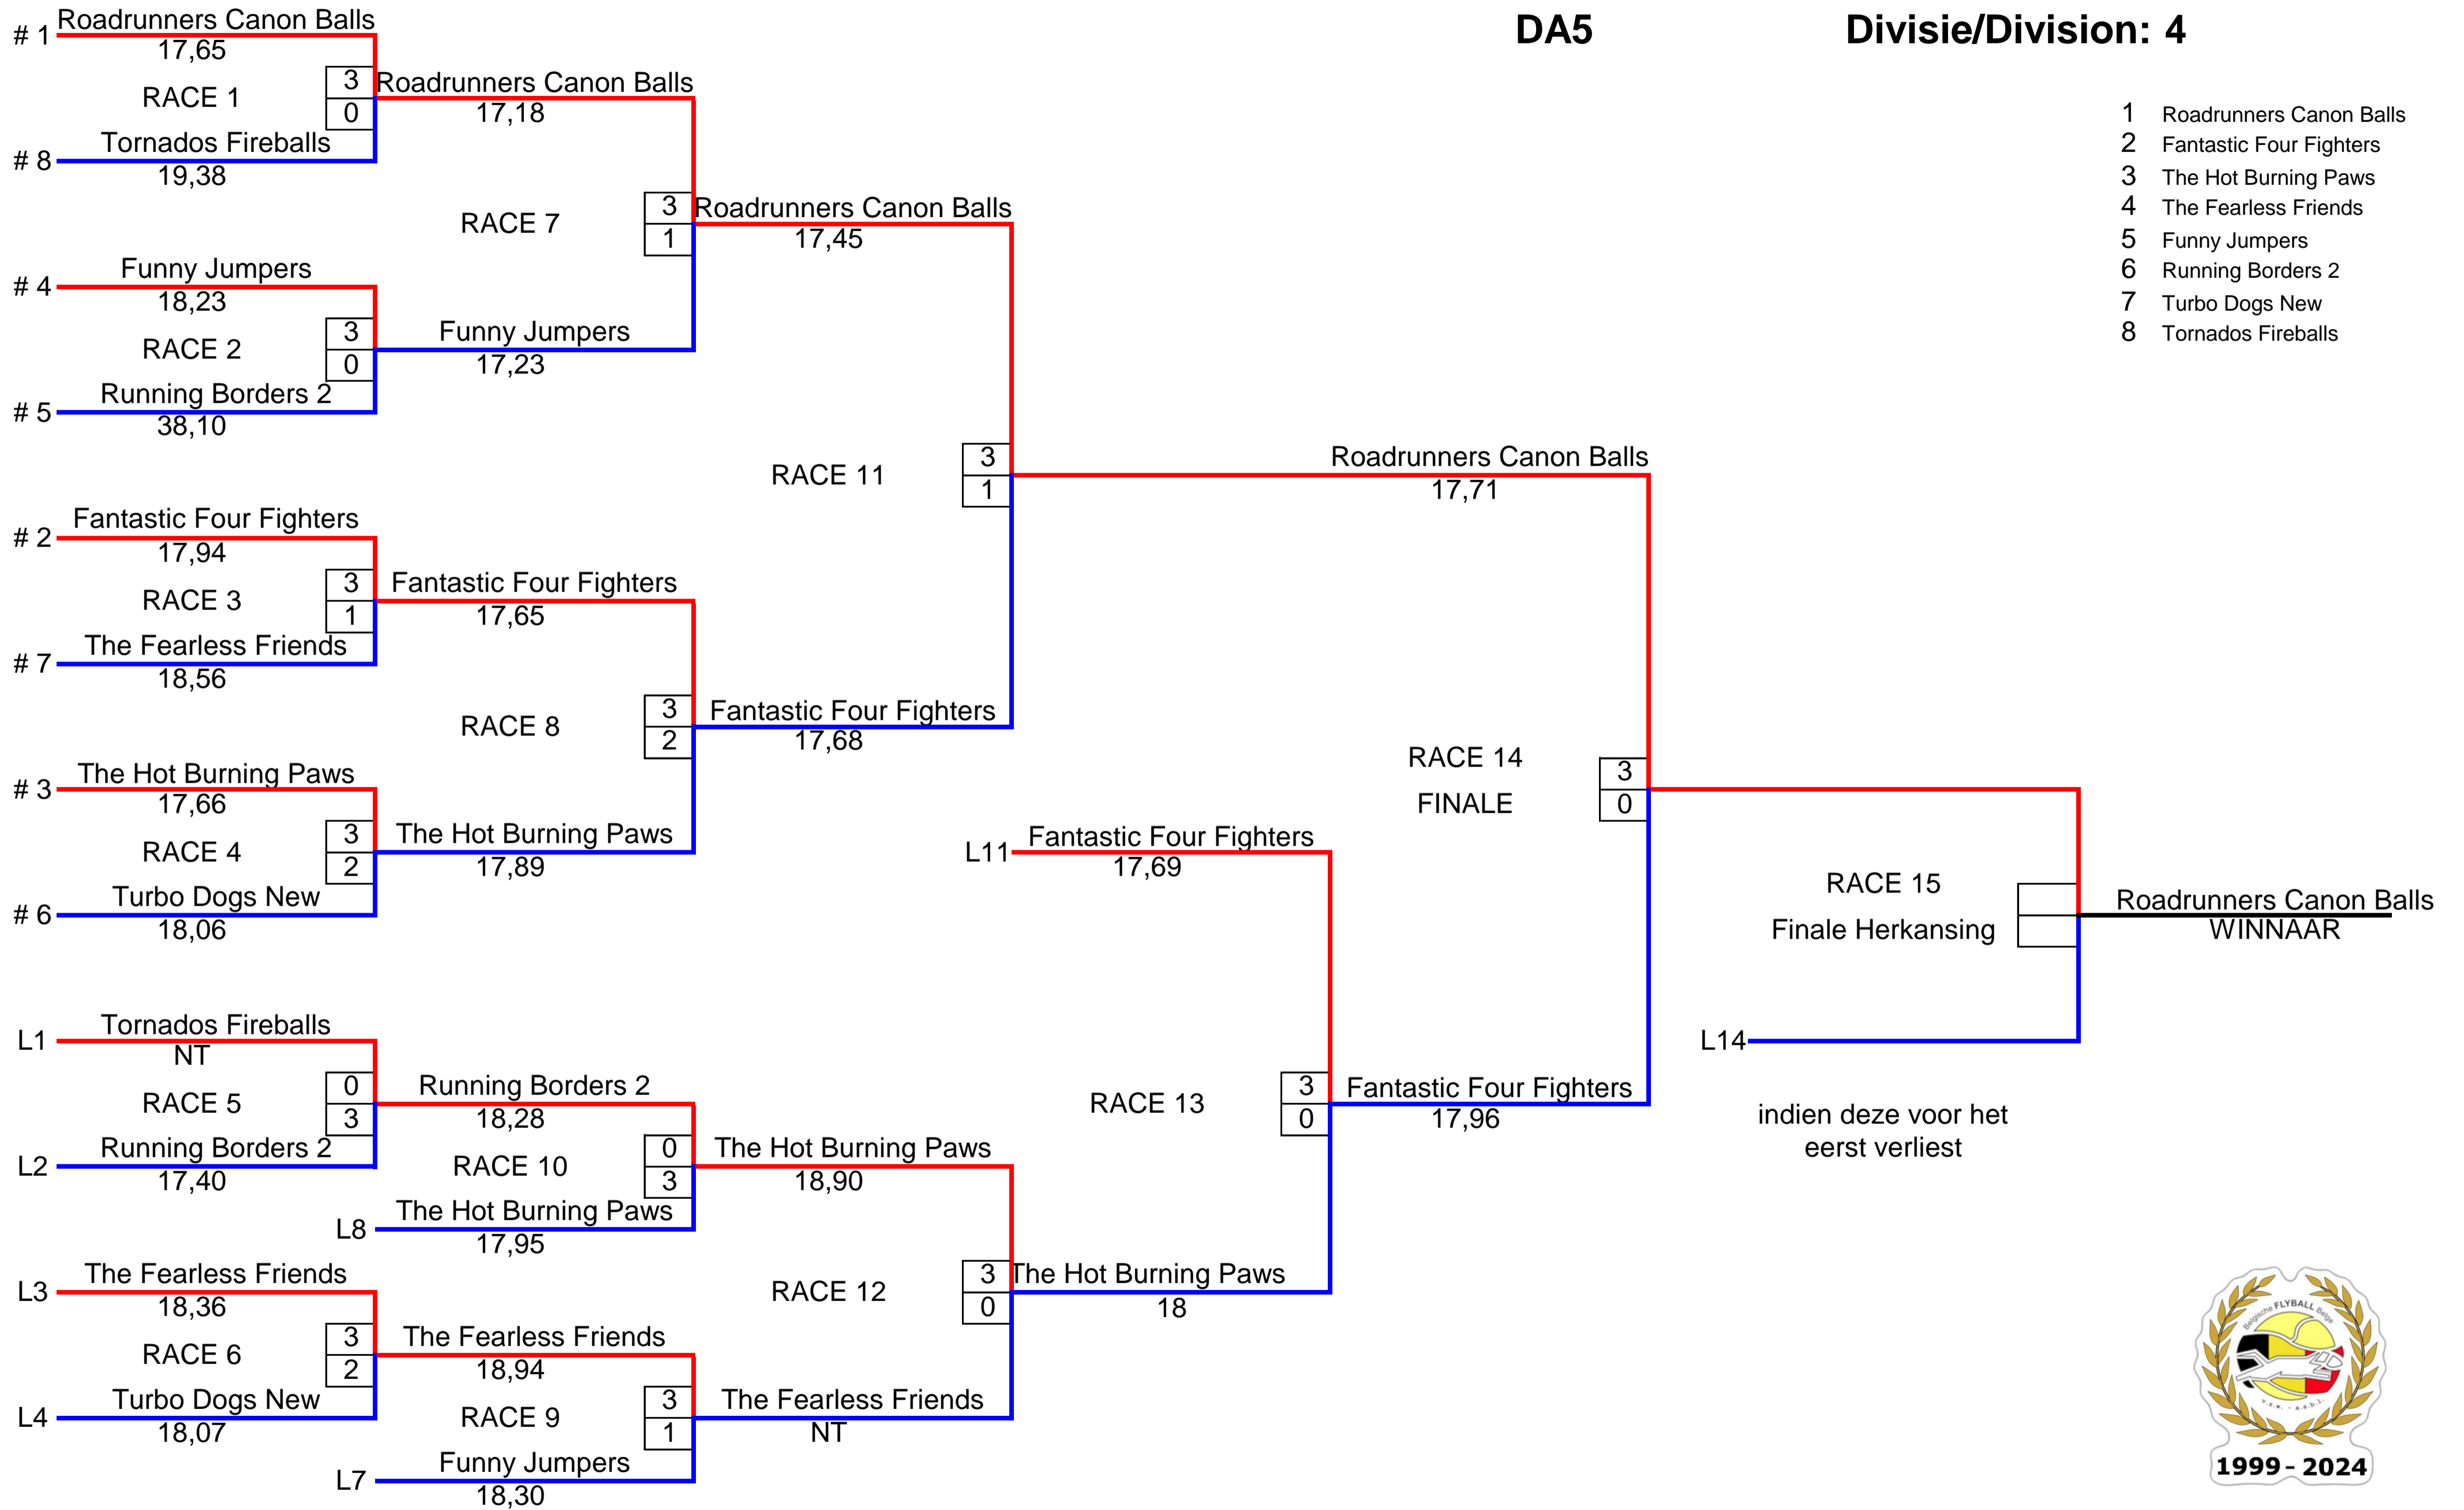 DA5
Divisie/Division: 4
1 Roadrunners Canon Balls
2 Fantastic Four Fighters
3 The Hot Burning Paws
4 The Fearless Friends
5 Funny Jumpers
6 Running Borders 2
7 Turbo Dogs New
8 Tornados Fireballs
# 1 Roadrunners Canon Balls
17,65
RACE 1
3
0
Tornados Fireballs
# 8
19,38
Roadrunners Canon Balls
17,18
RACE 7
3
1
# 4 Funny Jumpers
18,23
RACE 2
3
0
Running Borders 2
# 5
38,10
Funny Jumpers
17,23
Roadrunners Canon Balls
17,45
RACE 11
3
1
# 2 Fantastic Four Fighters
17,94
RACE 3
3
1
The Fearless Friends
# 7
18,56
Fantastic Four Fighters
17,65
RACE 8
3
2
# 3 The Hot Burning Paws
17,66
RACE 4
3
2
Turbo Dogs New
# 6
18,06
The Hot Burning Paws
17,89
Fantastic Four Fighters
17,68
Roadrunners Canon Balls
17,71
RACE 14
FINALE
3
0
L11 Fantastic Four Fighters
17,69
RACE 13
3
0
Fantastic Four Fighters
17,96
RACE 15
Finale Herkansing
Roadrunners Canon Balls
WINNAAR
L14
indien deze voor het
eerst verliest
L1 Tornados Fireballs
NT
RACE 5
0
3
Running Borders 2
L2
17,40
Running Borders 2
18,28
RACE 10
0
3
The Hot Burning Paws
L8
17,95
The Hot Burning Paws
18,90
RACE 12
3
0
The Hot Burning Paws
18
L3 The Fearless Friends
18,36
RACE 6
3
2
Turbo Dogs New
L4
18,07
The Fearless Friends
18,94
RACE 9
3
1
Funny Jumpers
L7
18,30
The Fearless Friends
NT
Belgische FLYBALL Belge
v.z.w. - a.s.b.l.
1999 - 2024